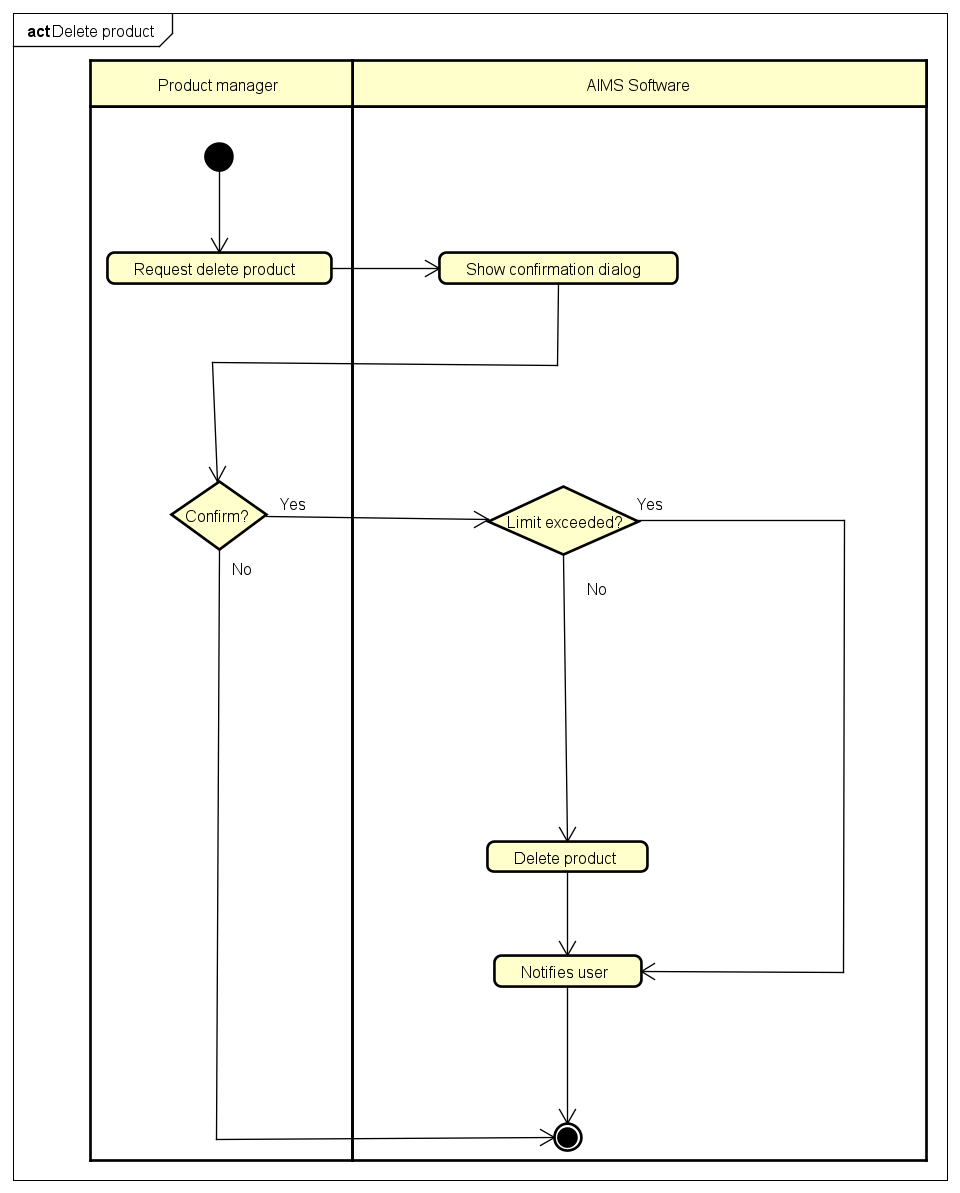 act Delete product
Product manager
AIMS Software
Request delete product
Show confirmation dialog
Confirm?
Yes
Limit exceeded?
Yes
No
No
Delete product
Notifies user